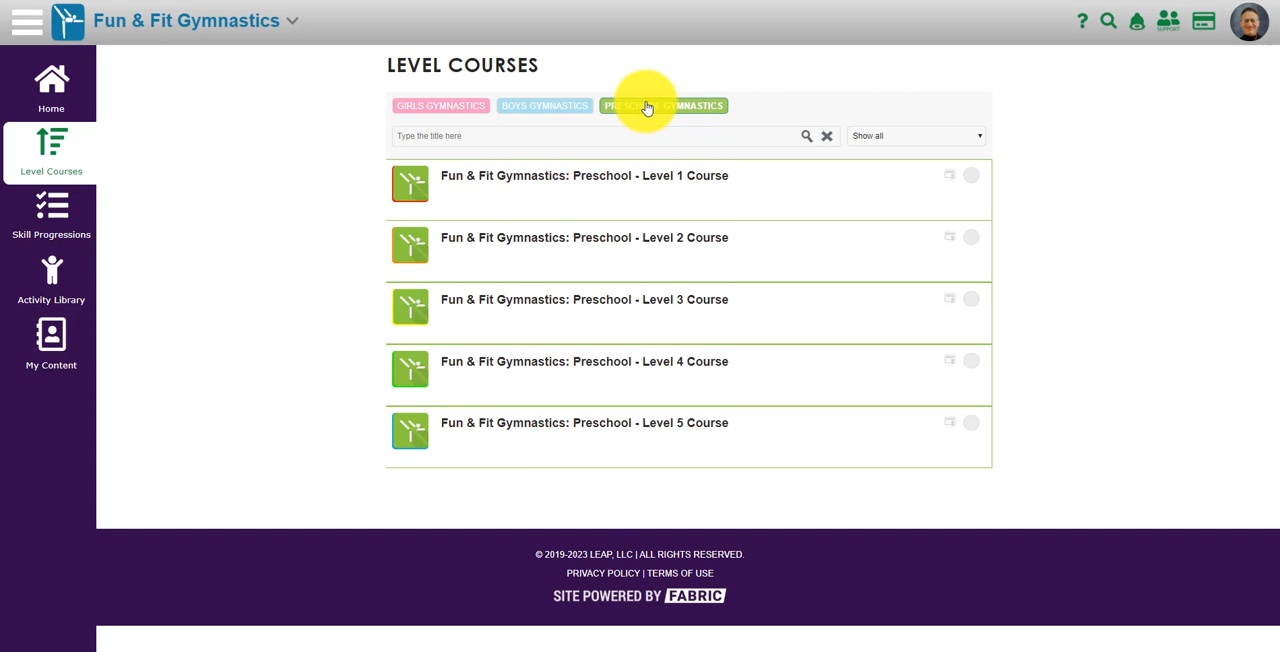 Fun & Fit Gymnastics
?
SUPPORT
Home
Level Courses
Skill Progressions
Activity Library
My Content
LEVEL COURSES
GIRLS GYMNASTICS BOYS GYMNASTICS PRESCHOOL GYMNASTICS
Type the title here Show all
Fun & Fit Gymnastics: Preschool - Level 1 Course
Fun & Fit Gymnastics: Preschool - Level 2 Course
Fun & Fit Gymnastics: Preschool - Level 3 Course
Fun & Fit Gymnastics: Preschool - Level 4 Course
Fun & Fit Gymnastics: Preschool - Level 5 Course
© 2019-2023 LEAP, LLC | ALL RIGHTS RESERVED.
PRIVACY POLICY | TERMS OF USE
SITE POWERED BY FABRIC